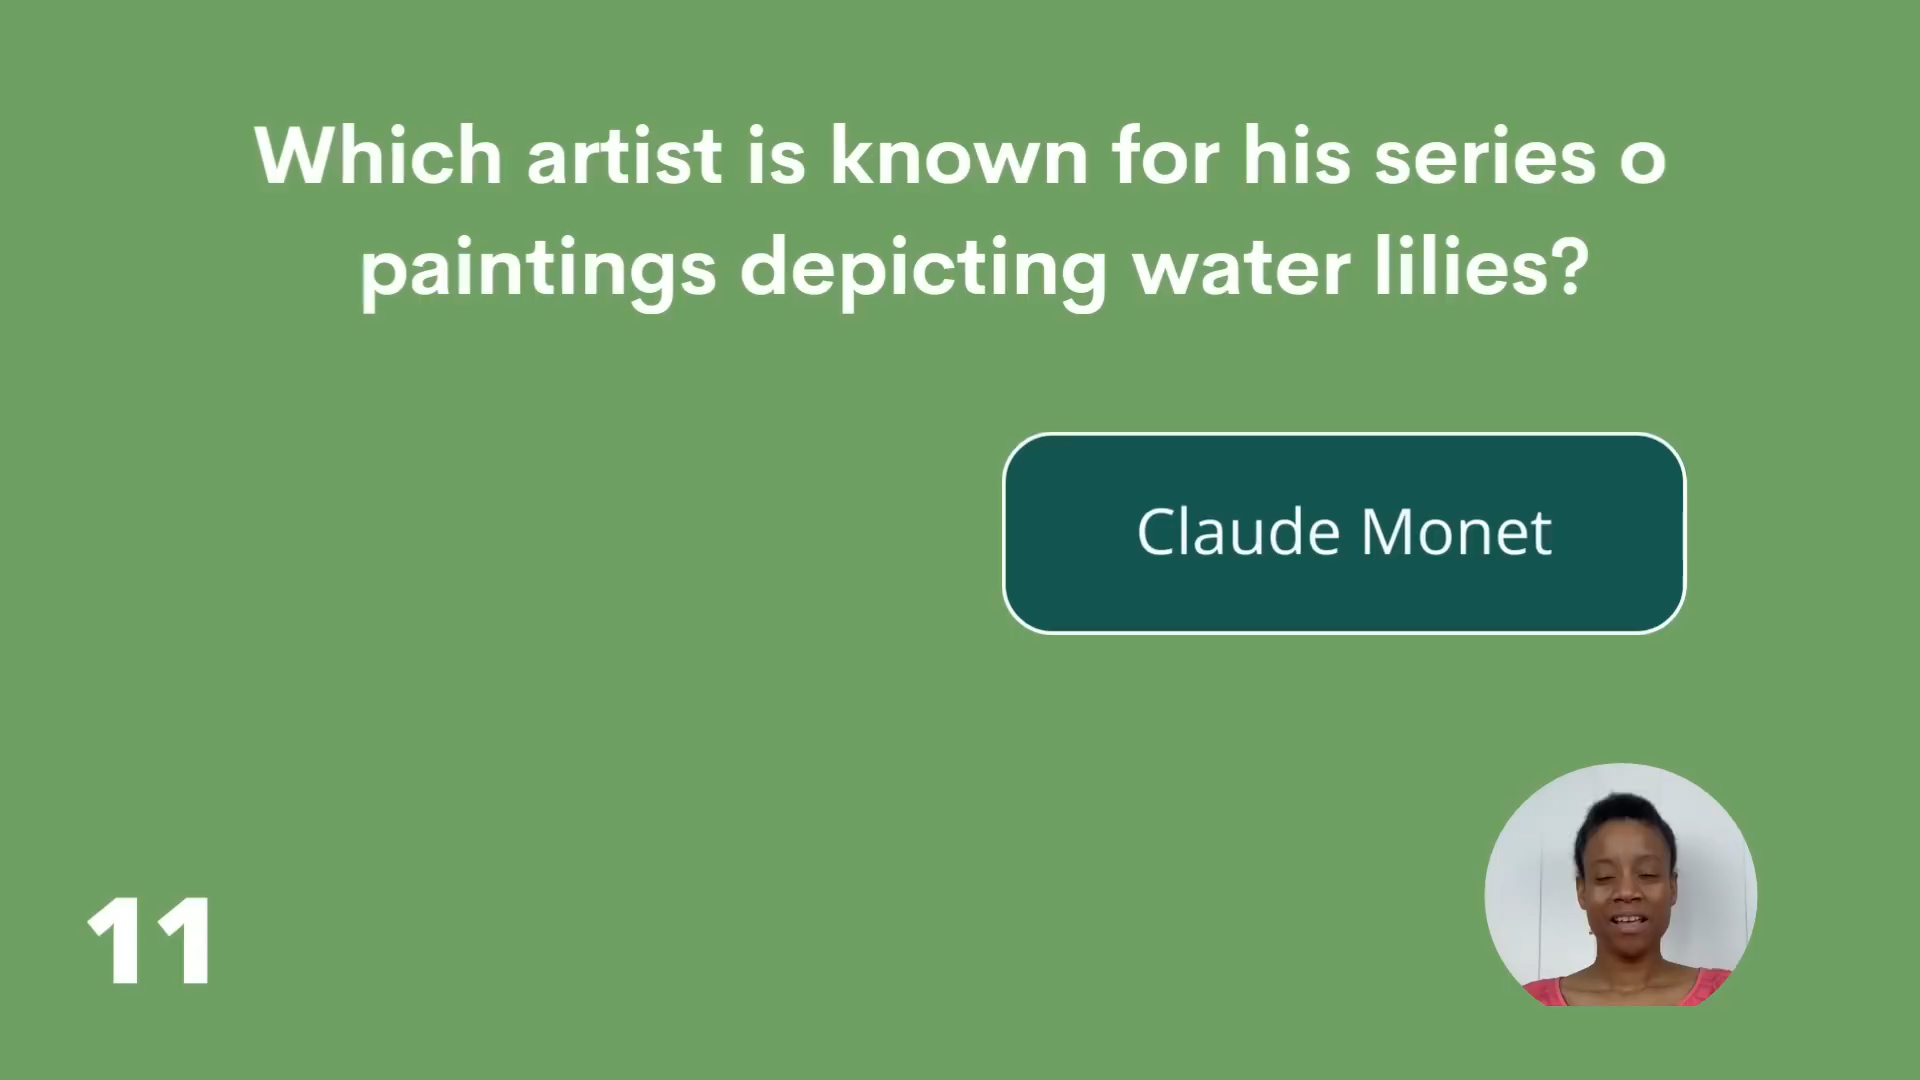 Which artist is known for his series o
paintings depicting water lilies?
Claude Monet
11